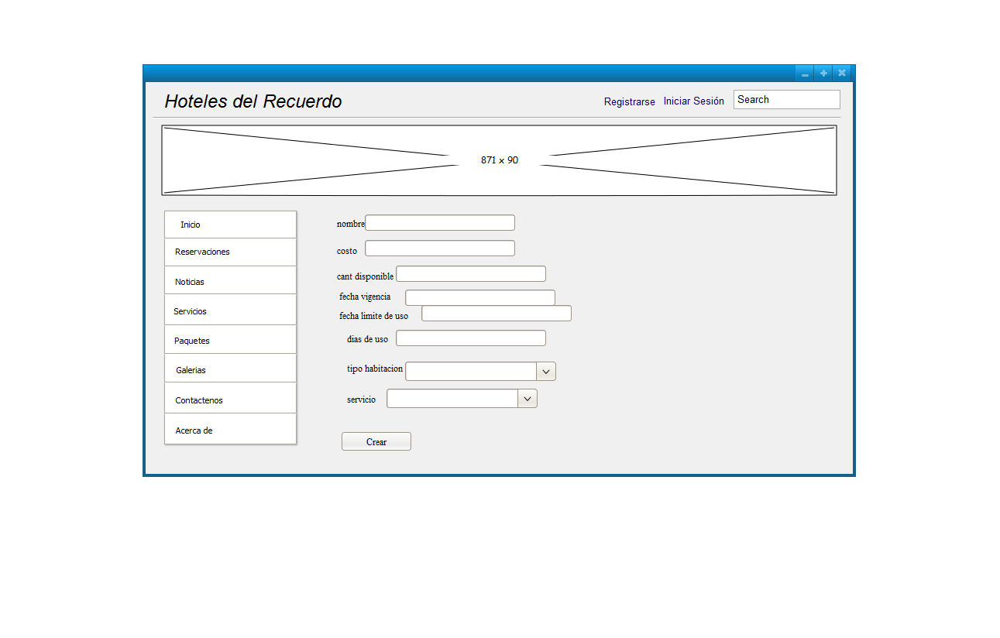 Hoteles del Recuerdo
Registrarse Iniciar Sesión Search
871 x 90
Inicio
Reservaciones
Noticias
Servicios
Paquetes
Galerias
Contactenos
Acerca de
nombre
costo
cant disponible
fecha vigencia
fecha limite de uso
dias de uso
tipo habitacion
servicio
Crear